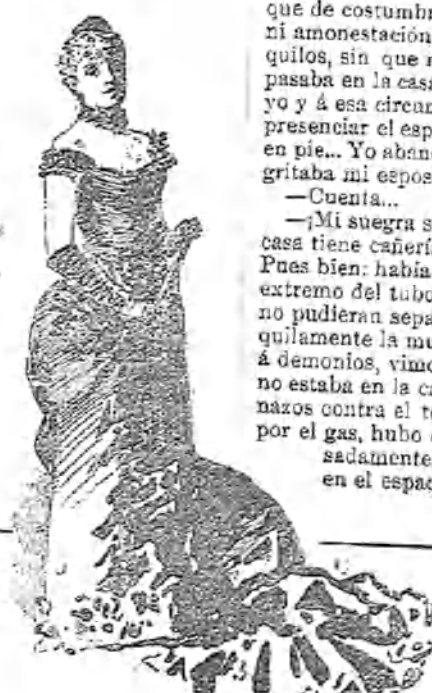 que de costumbr
ni amonestación
quilos, sin que
pasaba en la casa
yo y á esa circun
presenciar el esp
en pie... Yo aban
gritaba mi espos
—Cuenta...
—¡Mi suegra s
casa tiene cañerí
Pues bien: había
extremo del tubo
no pudieran sepa
quilamente la mu
á demonios, vimo
no estaba en la c
nazos contra el t
por el gas, hubo
sadamente
en el espac